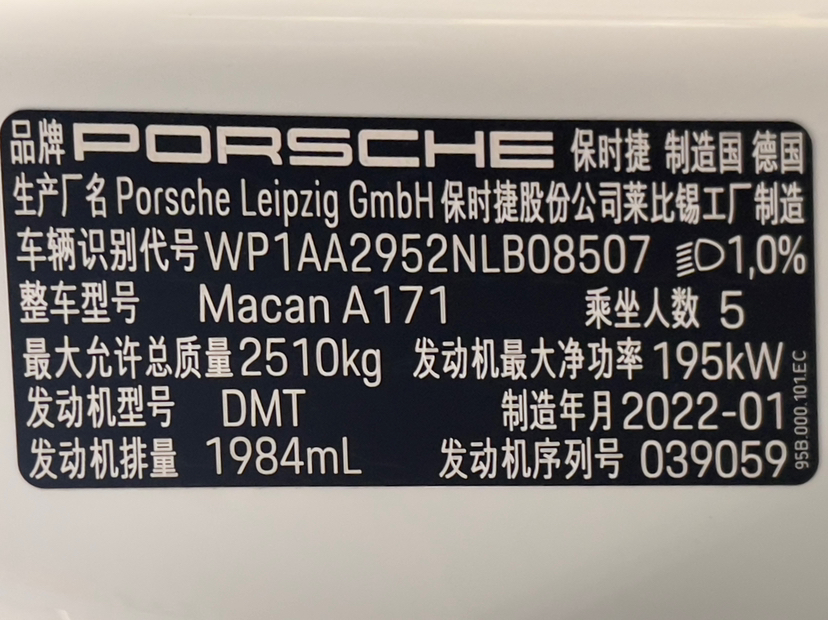 品牌 PORSCHE 保时捷 制造国 德国
生产厂名 Porsche Leipzig GmbH 保时捷股份公司莱比锡工厂制造
车辆识别代号 WP1AA2952NLB08507 1,0%
整车型号 Macan A171 乘坐人数 5
最大允许总质量 2510kg 发动机最大净功率 195kW
发动机型号 DMT 制造年月 2022-01
发动机排量 1984mL 发动机序列号 039059
95B.000.101.EC